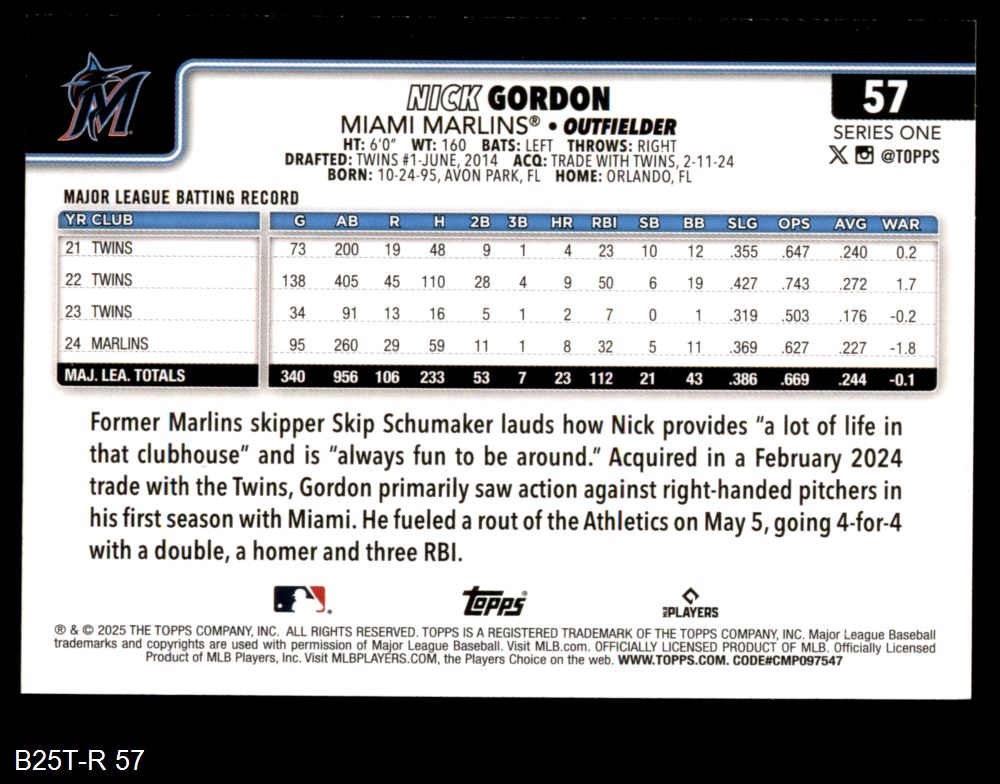 NICK GORDON
57
MIAMI MARLINS® • OUTFIELDER
SERIES ONE
HT: 6'0" WT: 160 BATS: LEFT THROWS: RIGHT
@TOPPS
DRAFTED: TWINS #1-JUNE, 2014 ACQ: TRADE WITH TWINS, 2-11-24
BORN: 10-24-95, AVON PARK, FL HOME: ORLANDO, FL
MAJOR LEAGUE BATTING RECORD
YR CLUB G AB R H 2B 3B HR RBI SB BB SLG OPS AVG WAR
21 TWINS 73 200 19 48 9 1 4 23 10 12 .355 .647 .240 0.2
22 TWINS 138 405 45 110 28 4 9 50 6 19 .427 .743 .272 1.7
23 TWINS 34 91 13 16 5 1 2 7 0 1 .319 .503 .176 -0.2
24 MARLINS 95 260 29 59 11 1 8 32 5 11 .369 .627 .227 -1.8
MAJ. LEA. TOTALS 340 956 106 233 53 7 23 112 21 43 .386 .669 .244 -0.1
Former Marlins skipper Skip Schumaker lauds how Nick provides "a lot of life in
that clubhouse" and is "always fun to be around." Acquired in a February 2024
trade with the Twins, Gordon primarily saw action against right-handed pitchers in
his first season with Miami. He fueled a rout of the Athletics on May 5, going 4-for-4
with a double, a homer and three RBI.
Topps®
MLB PLAYERS
® & © 2025 THE TOPPS COMPANY, INC. ALL RIGHTS RESERVED. TOPPS IS A REGISTERED TRADEMARK OF THE TOPPS COMPANY, INC. Major League Baseball
trademarks and copyrights are used with permission of Major League Baseball. Visit MLB.com. OFFICIALLY LICENSED PRODUCT OF MLB. Officially Licensed
Product of MLB Players, Inc. Visit MLBPLAYERS.COM, the Players Choice on the web. WWW.TOPPS.COM. CODE#CMP097547
B25T-R 57